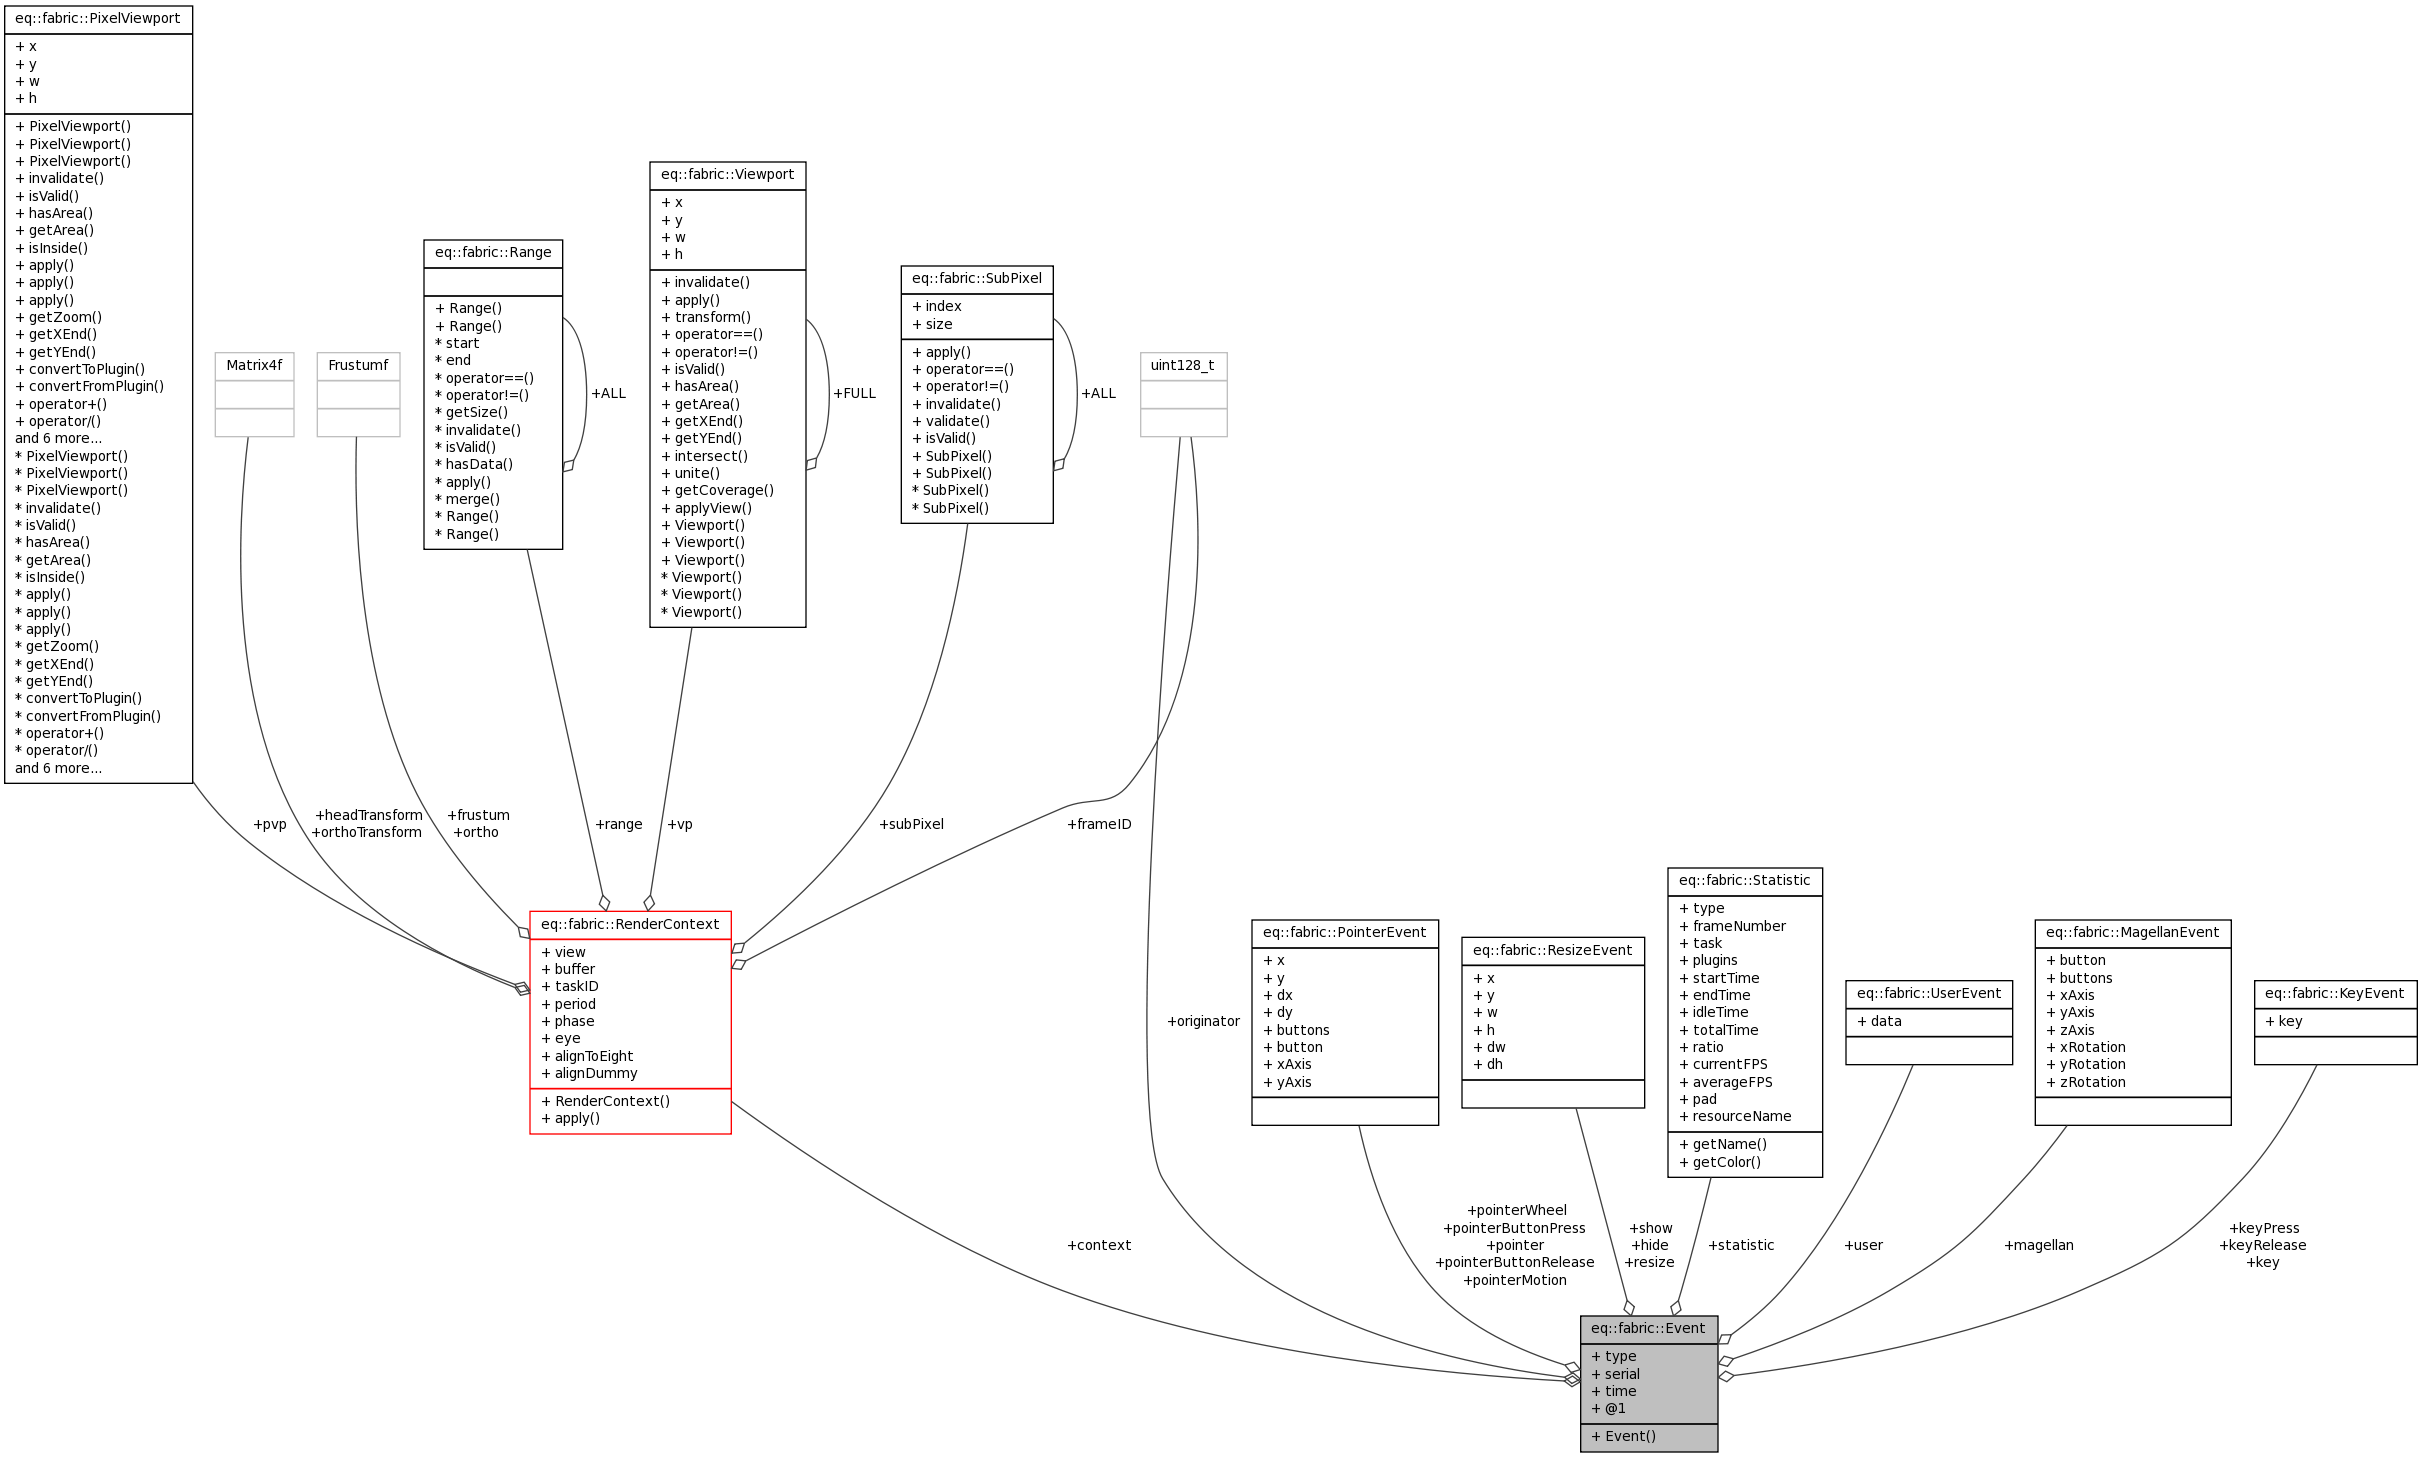 eq::fabric::PixelViewport
+ x
+ y
+ w
+ h
+ PixelViewport()
+ PixelViewport()
+ PixelViewport()
+ invalidate()
+ isValid()
+ hasArea()
+ getArea()
+ isInside()
+ apply()
+ apply()
+ apply()
+ getZoom()
+ getXEnd()
+ getYEnd()
+ convertToPlugin()
+ convertFromPlugin()
+ operator+()
+ operator/()
and 6 more...
* PixelViewport()
* PixelViewport()
* PixelViewport()
* invalidate()
* isValid()
* hasArea()
* getArea()
* isInside()
* apply()
* apply()
* apply()
* getZoom()
* getXEnd()
* getYEnd()
* convertToPlugin()
* convertFromPlugin()
* operator+()
* operator/()
and 6 more...
Matrix4f
Frustumf
eq::fabric::Range
+ Range()
+ Range()
* start
* end
* operator==()
* operator!=()
* getSize()
* invalidate()
* isValid()
* hasData()
* apply()
* merge()
* Range()
* Range()
+ALL
eq::fabric::Viewport
+ x
+ y
+ w
+ h
+ invalidate()
+ apply()
+ transform()
+ operator==()
+ operator!=()
+ isValid()
+ hasArea()
+ getArea()
+ getXEnd()
+ getYEnd()
+ intersect()
+ unite()
+ getCoverage()
+ applyView()
+ Viewport()
+ Viewport()
+ Viewport()
* Viewport()
* Viewport()
* Viewport()
+FULL
eq::fabric::SubPixel
+ index
+ size
+ apply()
+ operator==()
+ operator!=()
+ invalidate()
+ validate()
+ isValid()
+ SubPixel()
+ SubPixel()
* SubPixel()
* SubPixel()
+ALL
uint128_t
+pvp
+headTransform
+orthoTransform
+frustum
+ortho
+range
+vp
+subPixel
+frameID
eq::fabric::RenderContext
+ view
+ buffer
+ taskID
+ period
+ phase
+ eye
+ alignToEight
+ alignDummy
+ RenderContext()
+ apply()
+originator
eq::fabric::PointerEvent
+ x
+ y
+ dx
+ dy
+ buttons
+ button
+ xAxis
+ yAxis
eq::fabric::ResizeEvent
+ x
+ y
+ w
+ h
+ dw
+ dh
eq::fabric::Statistic
+ type
+ frameNumber
+ task
+ plugins
+ startTime
+ endTime
+ idleTime
+ totalTime
+ ratio
+ currentFPS
+ averageFPS
+ pad
+ resourceName
+ getName()
+ getColor()
eq::fabric::UserEvent
+ data
eq::fabric::MagellanEvent
+ button
+ buttons
+ xAxis
+ yAxis
+ zAxis
+ xRotation
+ yRotation
+ zRotation
eq::fabric::KeyEvent
+ key
+context
+pointerWheel
+pointerButtonPress
+pointer
+pointerButtonRelease
+pointerMotion
+show
+hide
+resize
+statistic
+user
+magellan
+keyPress
+keyRelease
+key
eq::fabric::Event
+ type
+ serial
+ time
+ @1
+ Event()